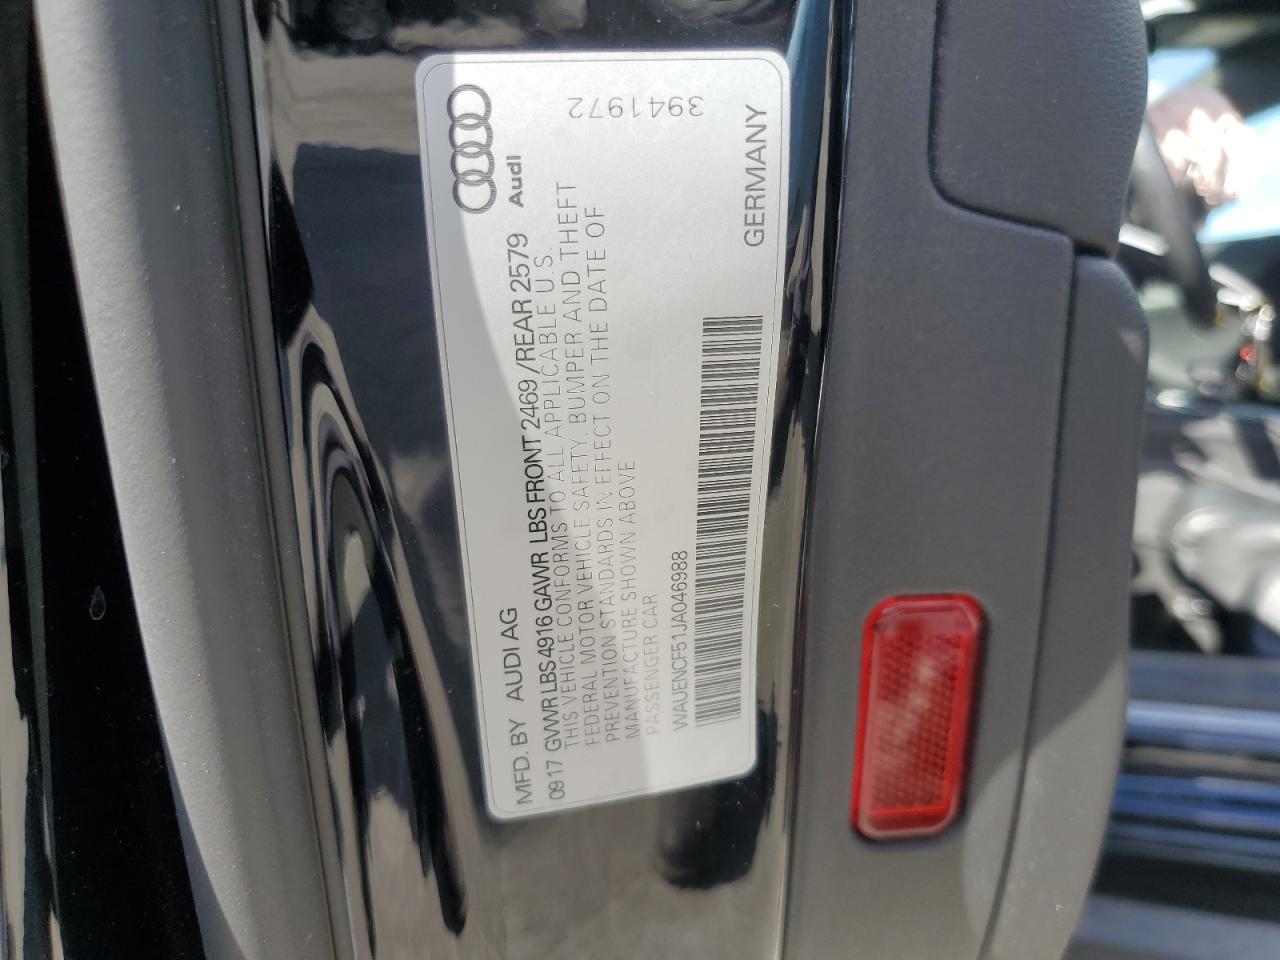 MFD. BY AUDI AG
Audi
0917 GVWR LBS 4916 GAWR LBS FRONT 2469 /REAR 2579
THIS VEHICLE CONFORMS TO ALL APPLICABLE U.S.
FEDERAL MOTOR VEHICLE SAFETY, BUMPER AND THEFT
PREVENTION STANDARDS IN EFFECT ON THE DATE OF
MANUFACTURE SHOWN ABOVE
PASSENGER CAR
WAUENCF51JA046988
GERMANY
3941972